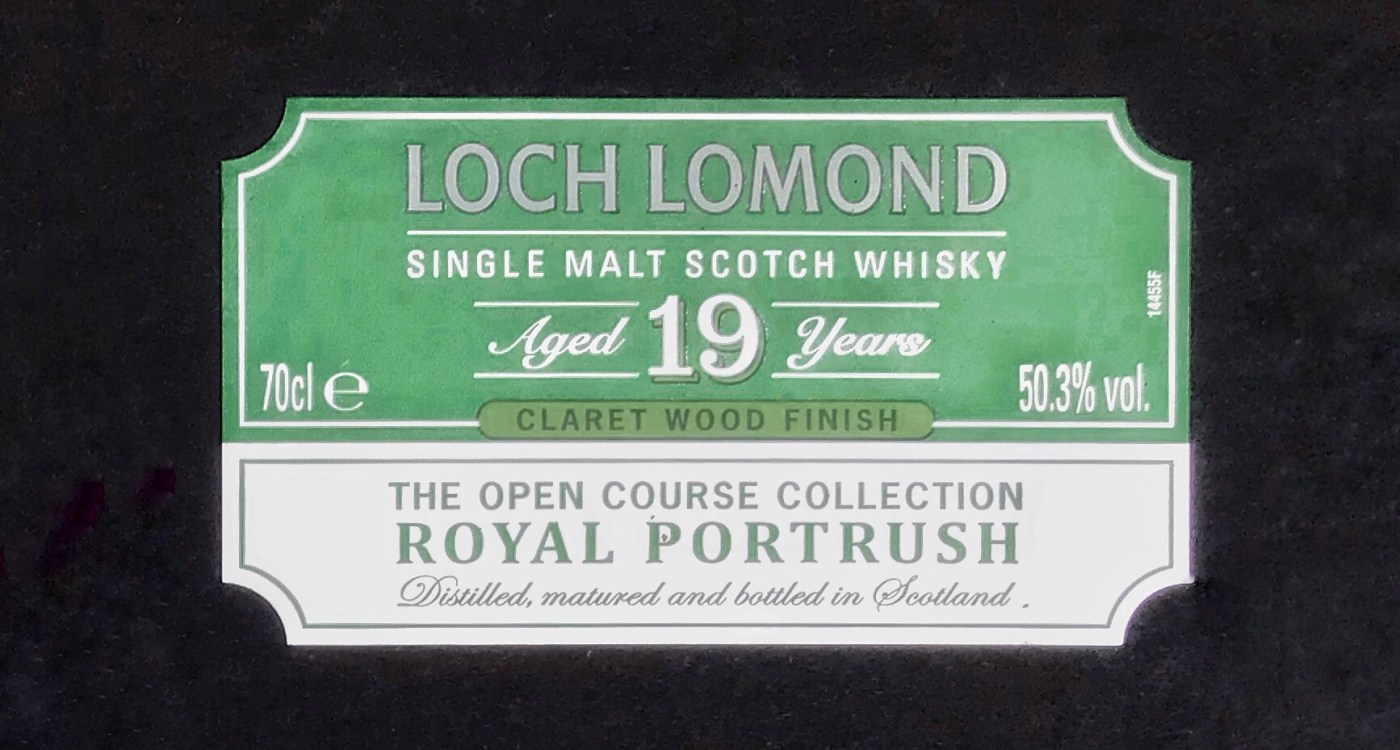 LOCH LOMOND
SINGLE MALT SCOTCH WHISKY
Aged 19 Years
70cl ℮
50.3% vol.
14455F
CLARET WOOD FINISH
THE OPEN COURSE COLLECTION
ROYAL PORTRUSH
Distilled, matured and bottled in Scotland .